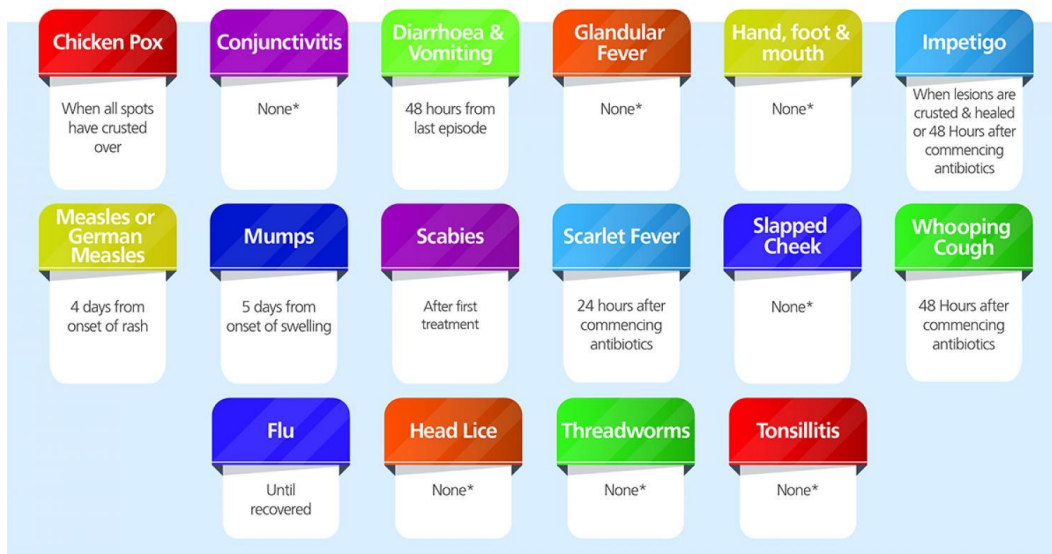 Chicken Pox
When all spots
have crusted
over
Conjunctivitis
None*
Diarrhoea &
Vomiting
48 hours from
last episode
Glandular
Fever
None*
Hand, foot &
mouth
None*
Impetigo
When lesions are
crusted & healed
or 48 Hours after
commencing
antibiotics
Measles or
German
Measles
4 days from
onset of rash
Mumps
5 days from
onset of swelling
Scabies
After first
treatment
Scarlet Fever
24 hours after
commencing
antibiotics
Slapped
Cheek
None*
Whooping
Cough
48 Hours after
commencing
antibiotics
Flu
Until
recovered
Head Lice
None*
Threadworms
None*
Tonsillitis
None*